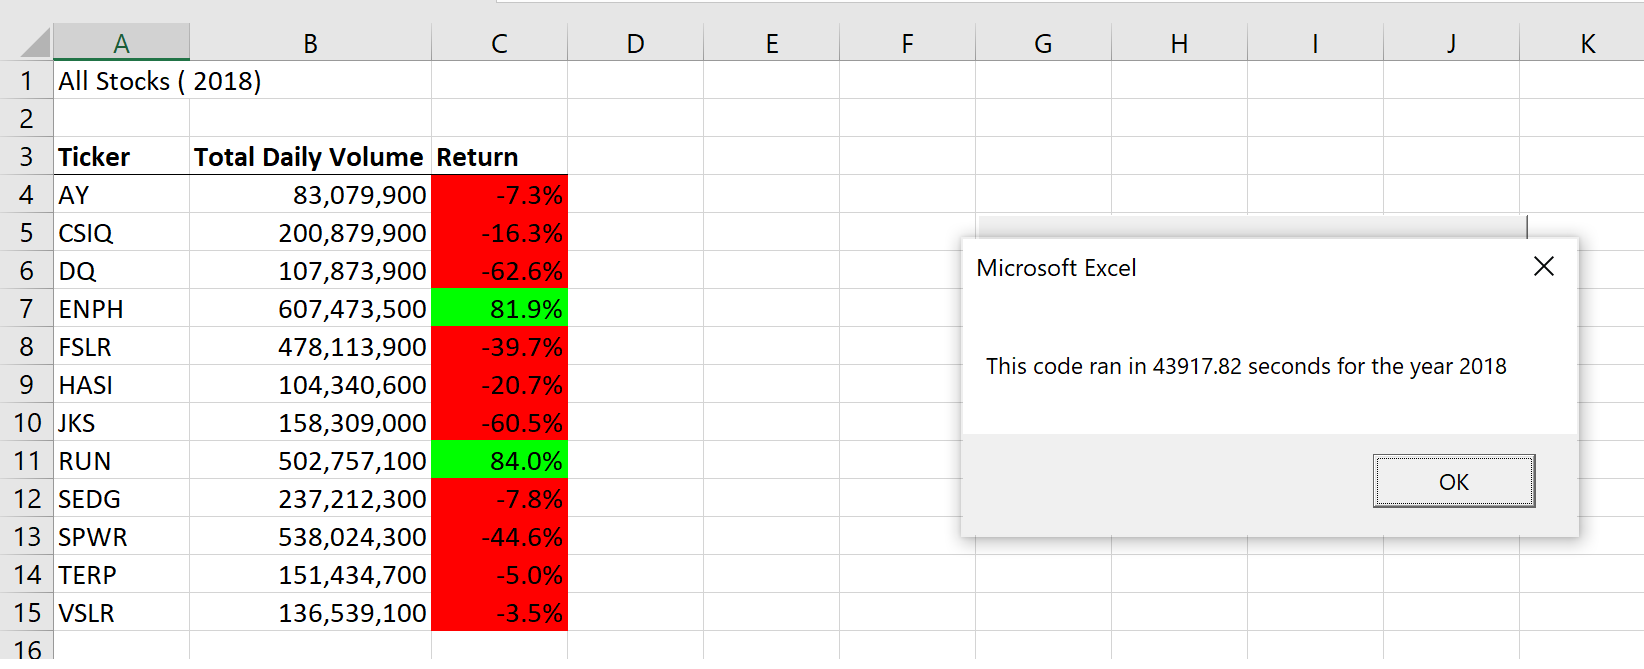 A B C D E F G H I J K
1 All Stocks ( 2018)
2
3 Ticker Total Daily Volume Return
4 AY 83,079,900 -7.3%
5 CSIQ 200,879,900 -16.3%
6 DQ 107,873,900 -62.6%
7 ENPH 607,473,500 81.9%
8 FSLR 478,113,900 -39.7%
9 HASI 104,340,600 -20.7%
10 JKS 158,309,000 -60.5%
11 RUN 502,757,100 84.0%
12 SEDG 237,212,300 -7.8%
13 SPWR 538,024,300 -44.6%
14 TERP 151,434,700 -5.0%
15 VSLR 136,539,100 -3.5%
16
Microsoft Excel
This code ran in 43917.82 seconds for the year 2018
OK